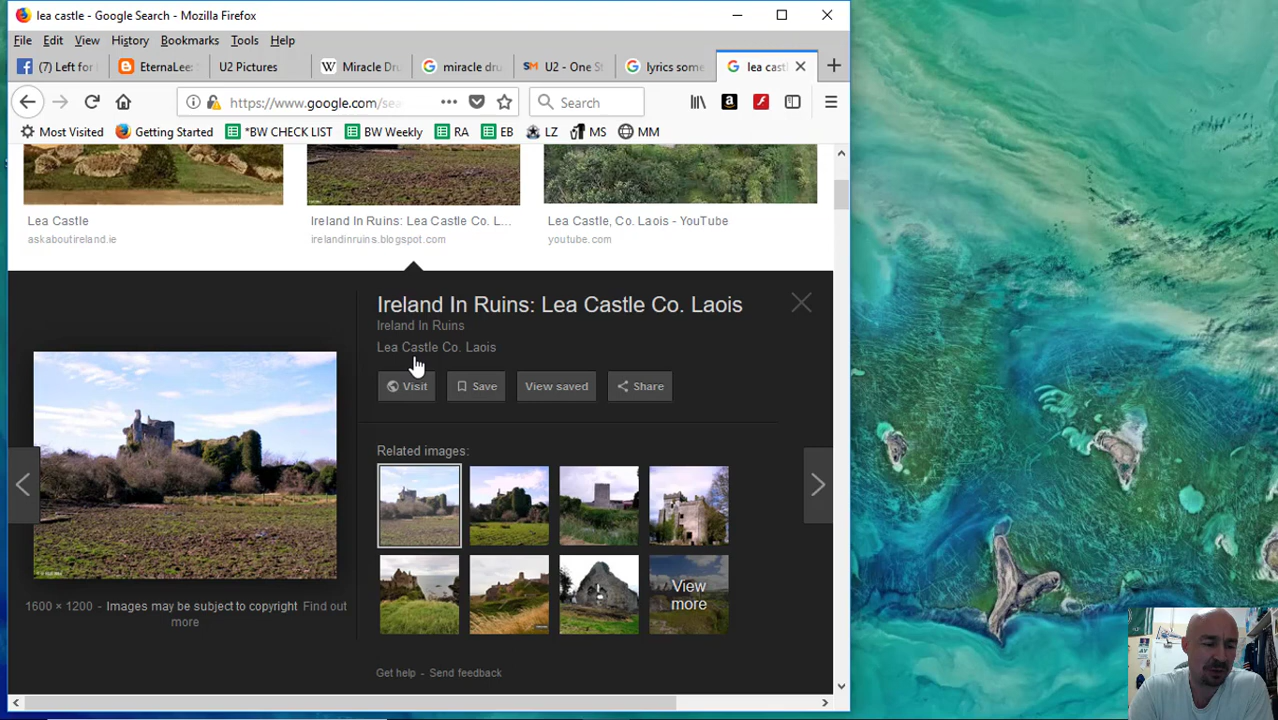 lea castle - Google Search - Mozilla Firefox
File Edit View History Bookmarks Tools Help
(7) Left for EternaLee: U2 Pictures Miracle Dru miracle dru U2 - One St lyrics some lea cast
https://www.google.com/sea Search
Most Visited Getting Started *BW CHECK LIST BW Weekly RA EB LZ MS MM
Lea Castle Ireland In Ruins: Lea Castle Co. L... Lea Castle, Co. Laois - YouTube
askaboutireland.ie irelandinruins.blogspot.com youtube.com
Ireland In Ruins: Lea Castle Co. Laois
Ireland In Ruins
Lea Castle Co. Laois
Visit Save View saved Share
Related images:
View
more
1600 × 1200 - Images may be subject to copyright Find out
more
Get help - Send feedback